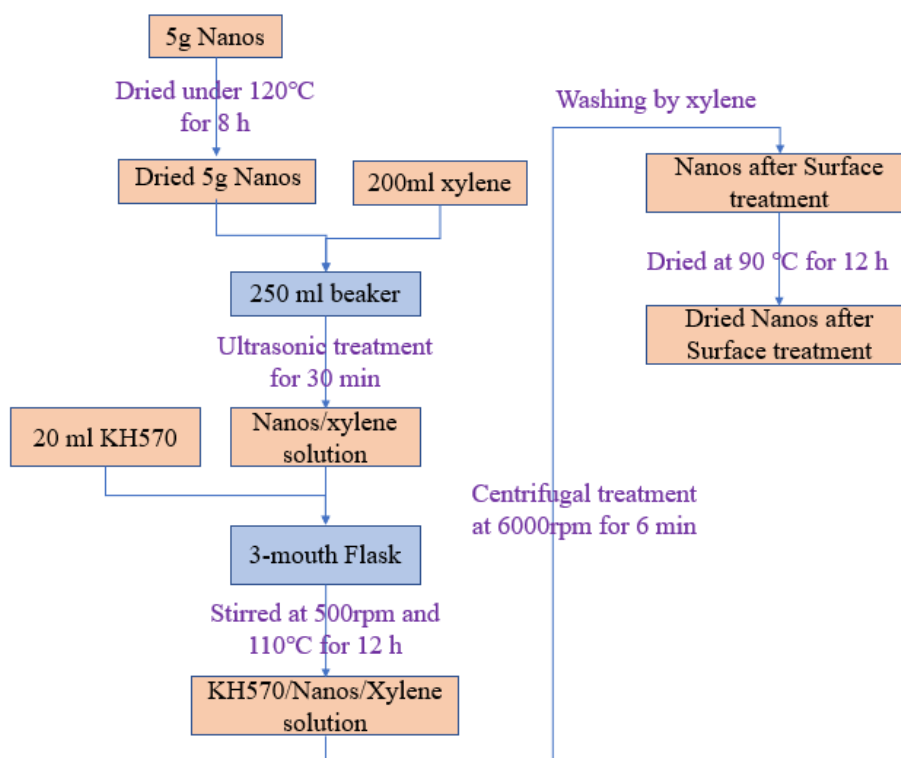 5g Nanos
Dried under 120℃
for 8 h
Dried 5g Nanos
200ml xylene
250 ml beaker
Ultrasonic treatment
for 30 min
20 ml KH570
Nanos/xylene
solution
3-mouth Flask
Stirred at 500rpm and
110℃ for 12 h
KH570/Nanos/Xylene
solution
Centrifugal treatment
at 6000rpm for 6 min
Washing by xylene
Nanos after Surface
treatment
Dried at 90 ℃ for 12 h
Dried Nanos after
Surface treatment